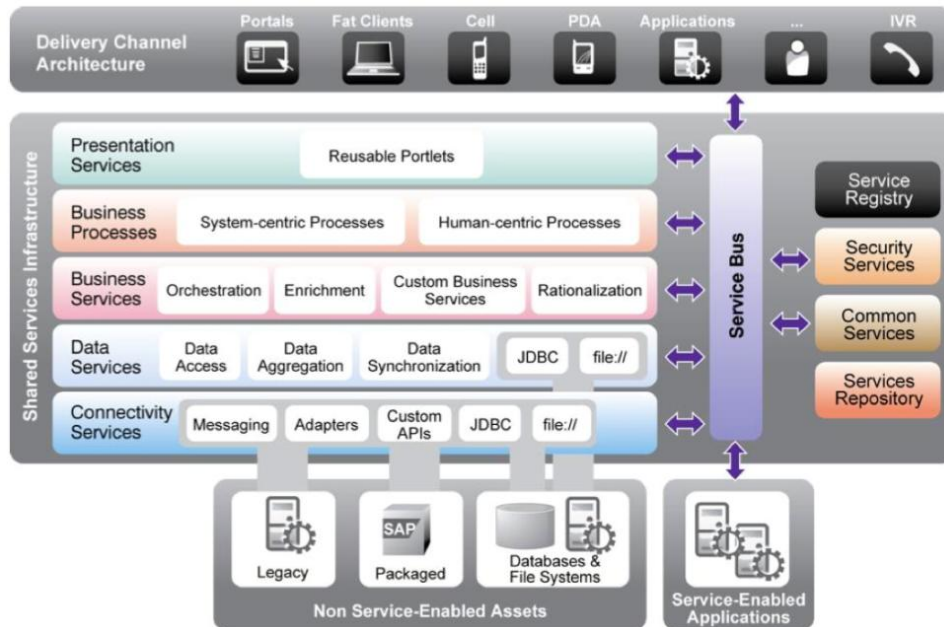 Portals
Fat Clients
Cell
PDA
Applications
...
IVR
Delivery Channel
Architecture
Shared Services Infrastructure
Presentation
Services
Reusable Portlets
Business
Processes
System-centric Processes
Human-centric Processes
Business
Services
Orchestration
Enrichment
Custom Business
Services
Rationalization
Data
Services
Data
Access
Data
Aggregation
Data
Synchronization
JDBC
file://
Connectivity
Services
Messaging
Adapters
Custom
APIs
JDBC
file://
Service Bus
Service
Registry
Security
Services
Common
Services
Services
Repository
Legacy
SAP
Packaged
Databases &
File Systems
Non Service-Enabled Assets
Service-Enabled
Applications